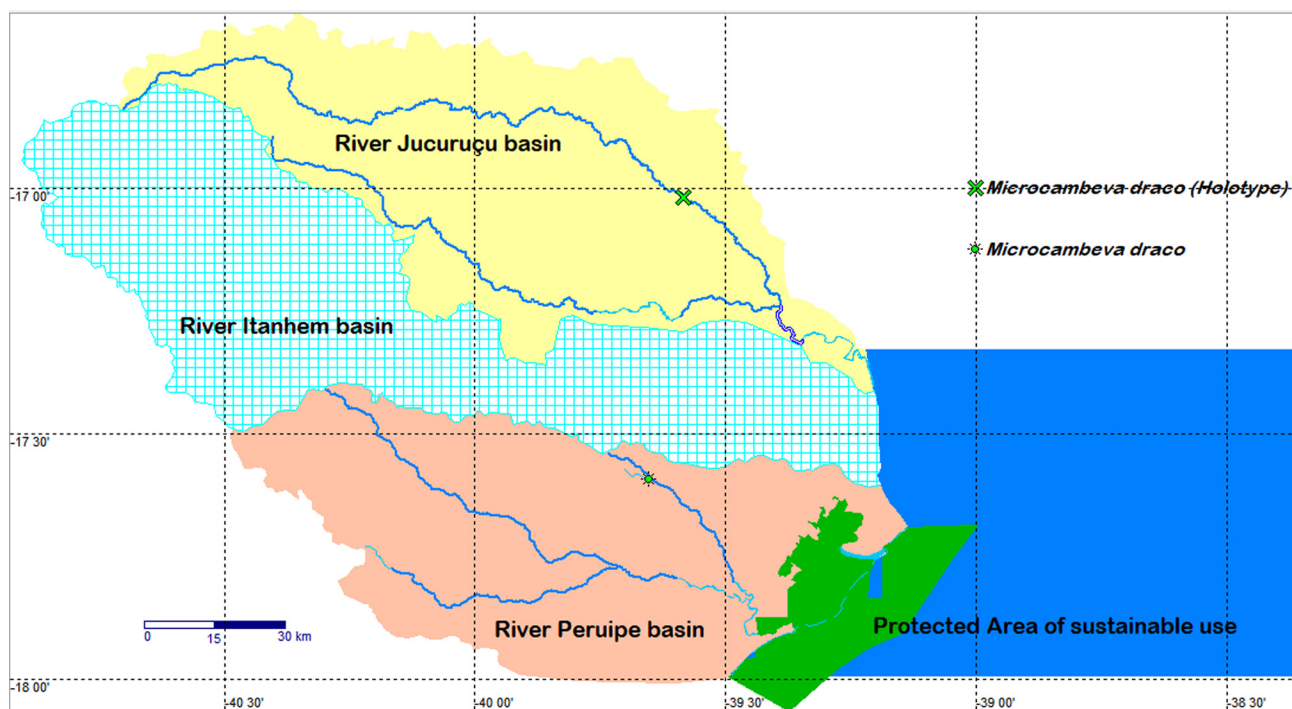 River Jucuruçu basin
-17 00'
Microcambeva draco (Holotype)
Microcambeva draco
River Itanhem basin
-17 30'
River Peruipe basin
Protected Area of sustainable use
0 15 30 km
-18 00'
-40 30' -40 00' -39 30' -39 00' -38 30'